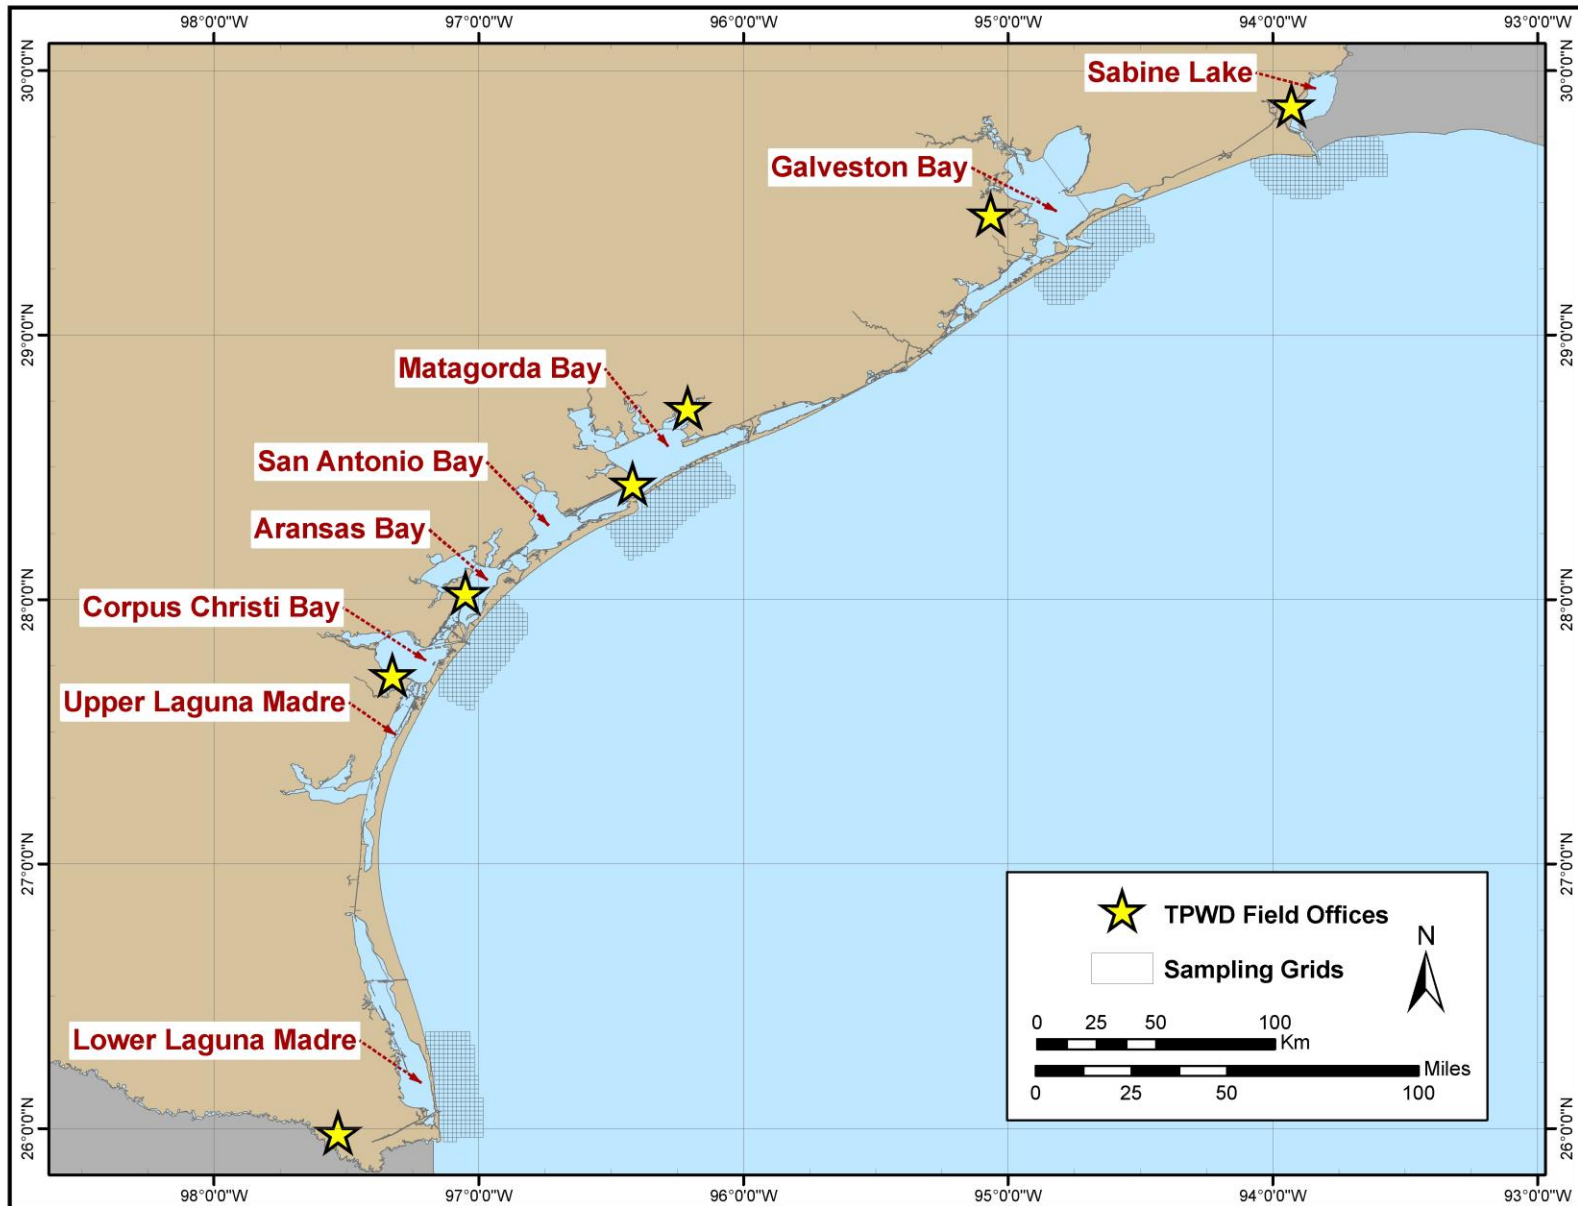 98°0'0"W 97°0'0"W 96°0'0"W 95°0'0"W 94°0'0"W 93°0'0"W
30°0'0"N
30°0'0"N
Sabine Lake
Galveston Bay
29°0'0"N
29°0'0"N
Matagorda Bay
San Antonio Bay
Aransas Bay
28°0'0"N
28°0'0"N
Corpus Christi Bay
Upper Laguna Madre
27°0'0"N
27°0'0"N
TPWD Field Offices
N
Sampling Grids
0 25 50 100
Km
Miles
0 25 50 100
Lower Laguna Madre
26°0'0"N
26°0'0"N
98°0'0"W 97°0'0"W 96°0'0"W 95°0'0"W 94°0'0"W 93°0'0"W